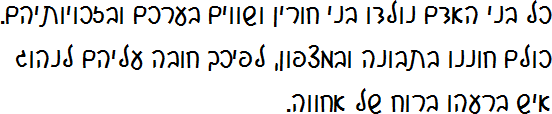 כל בני האדם נולדו בני חורין ושווים בערכם ובזכויותיהם.
כולם חוננו בתבונה ובמצפון, לפיכך חובה עליהם לנהוג
איש ברעהו ברוח של אחווה.